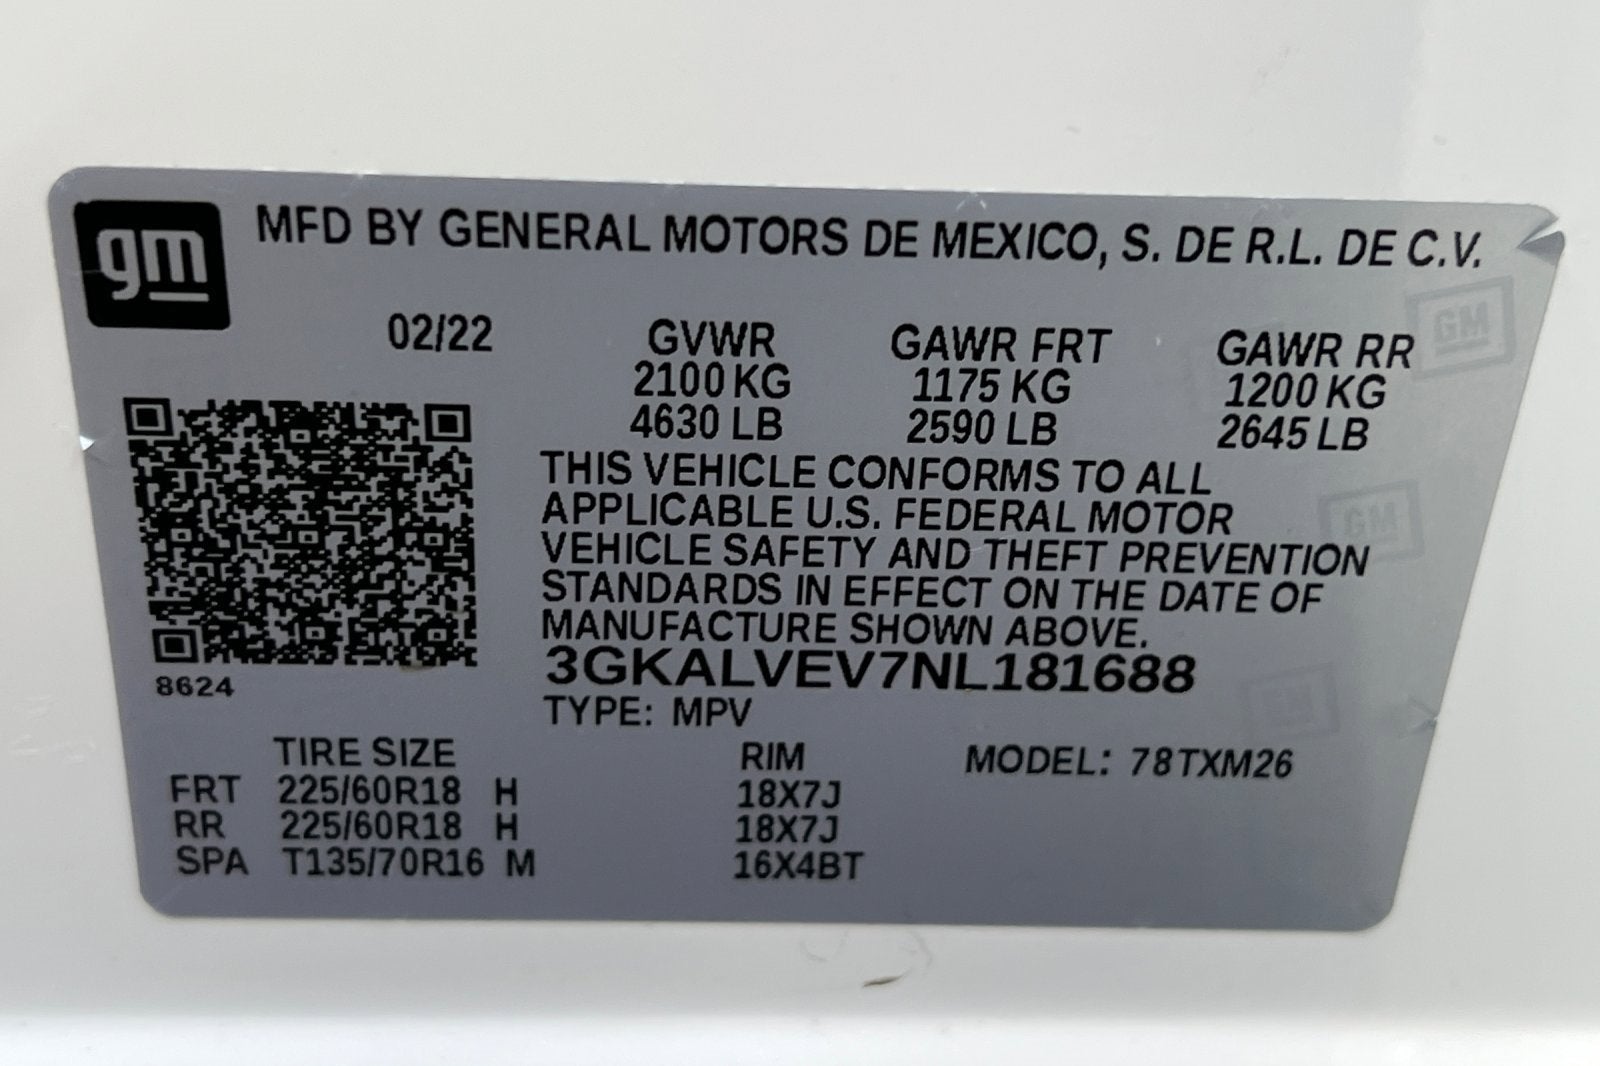 gm MFD BY GENERAL MOTORS DE MEXICO, S. DE R.L. DE C.V.
02/22 GVWR GAWR FRT GAWR RR
2100 KG 1175 KG 1200 KG
4630 LB 2590 LB 2645 LB
THIS VEHICLE CONFORMS TO ALL
APPLICABLE U.S. FEDERAL MOTOR
VEHICLE SAFETY AND THEFT PREVENTION
STANDARDS IN EFFECT ON THE DATE OF
MANUFACTURE SHOWN ABOVE.
3GKALVEV7NL181688
8624
TYPE: MPV
TIRE SIZE RIM MODEL: 78TXM26
FRT 225/60R18 H 18X7J
RR 225/60R18 H 18X7J
SPA T135/70R16 M 16X4BT
GM
GM
GM